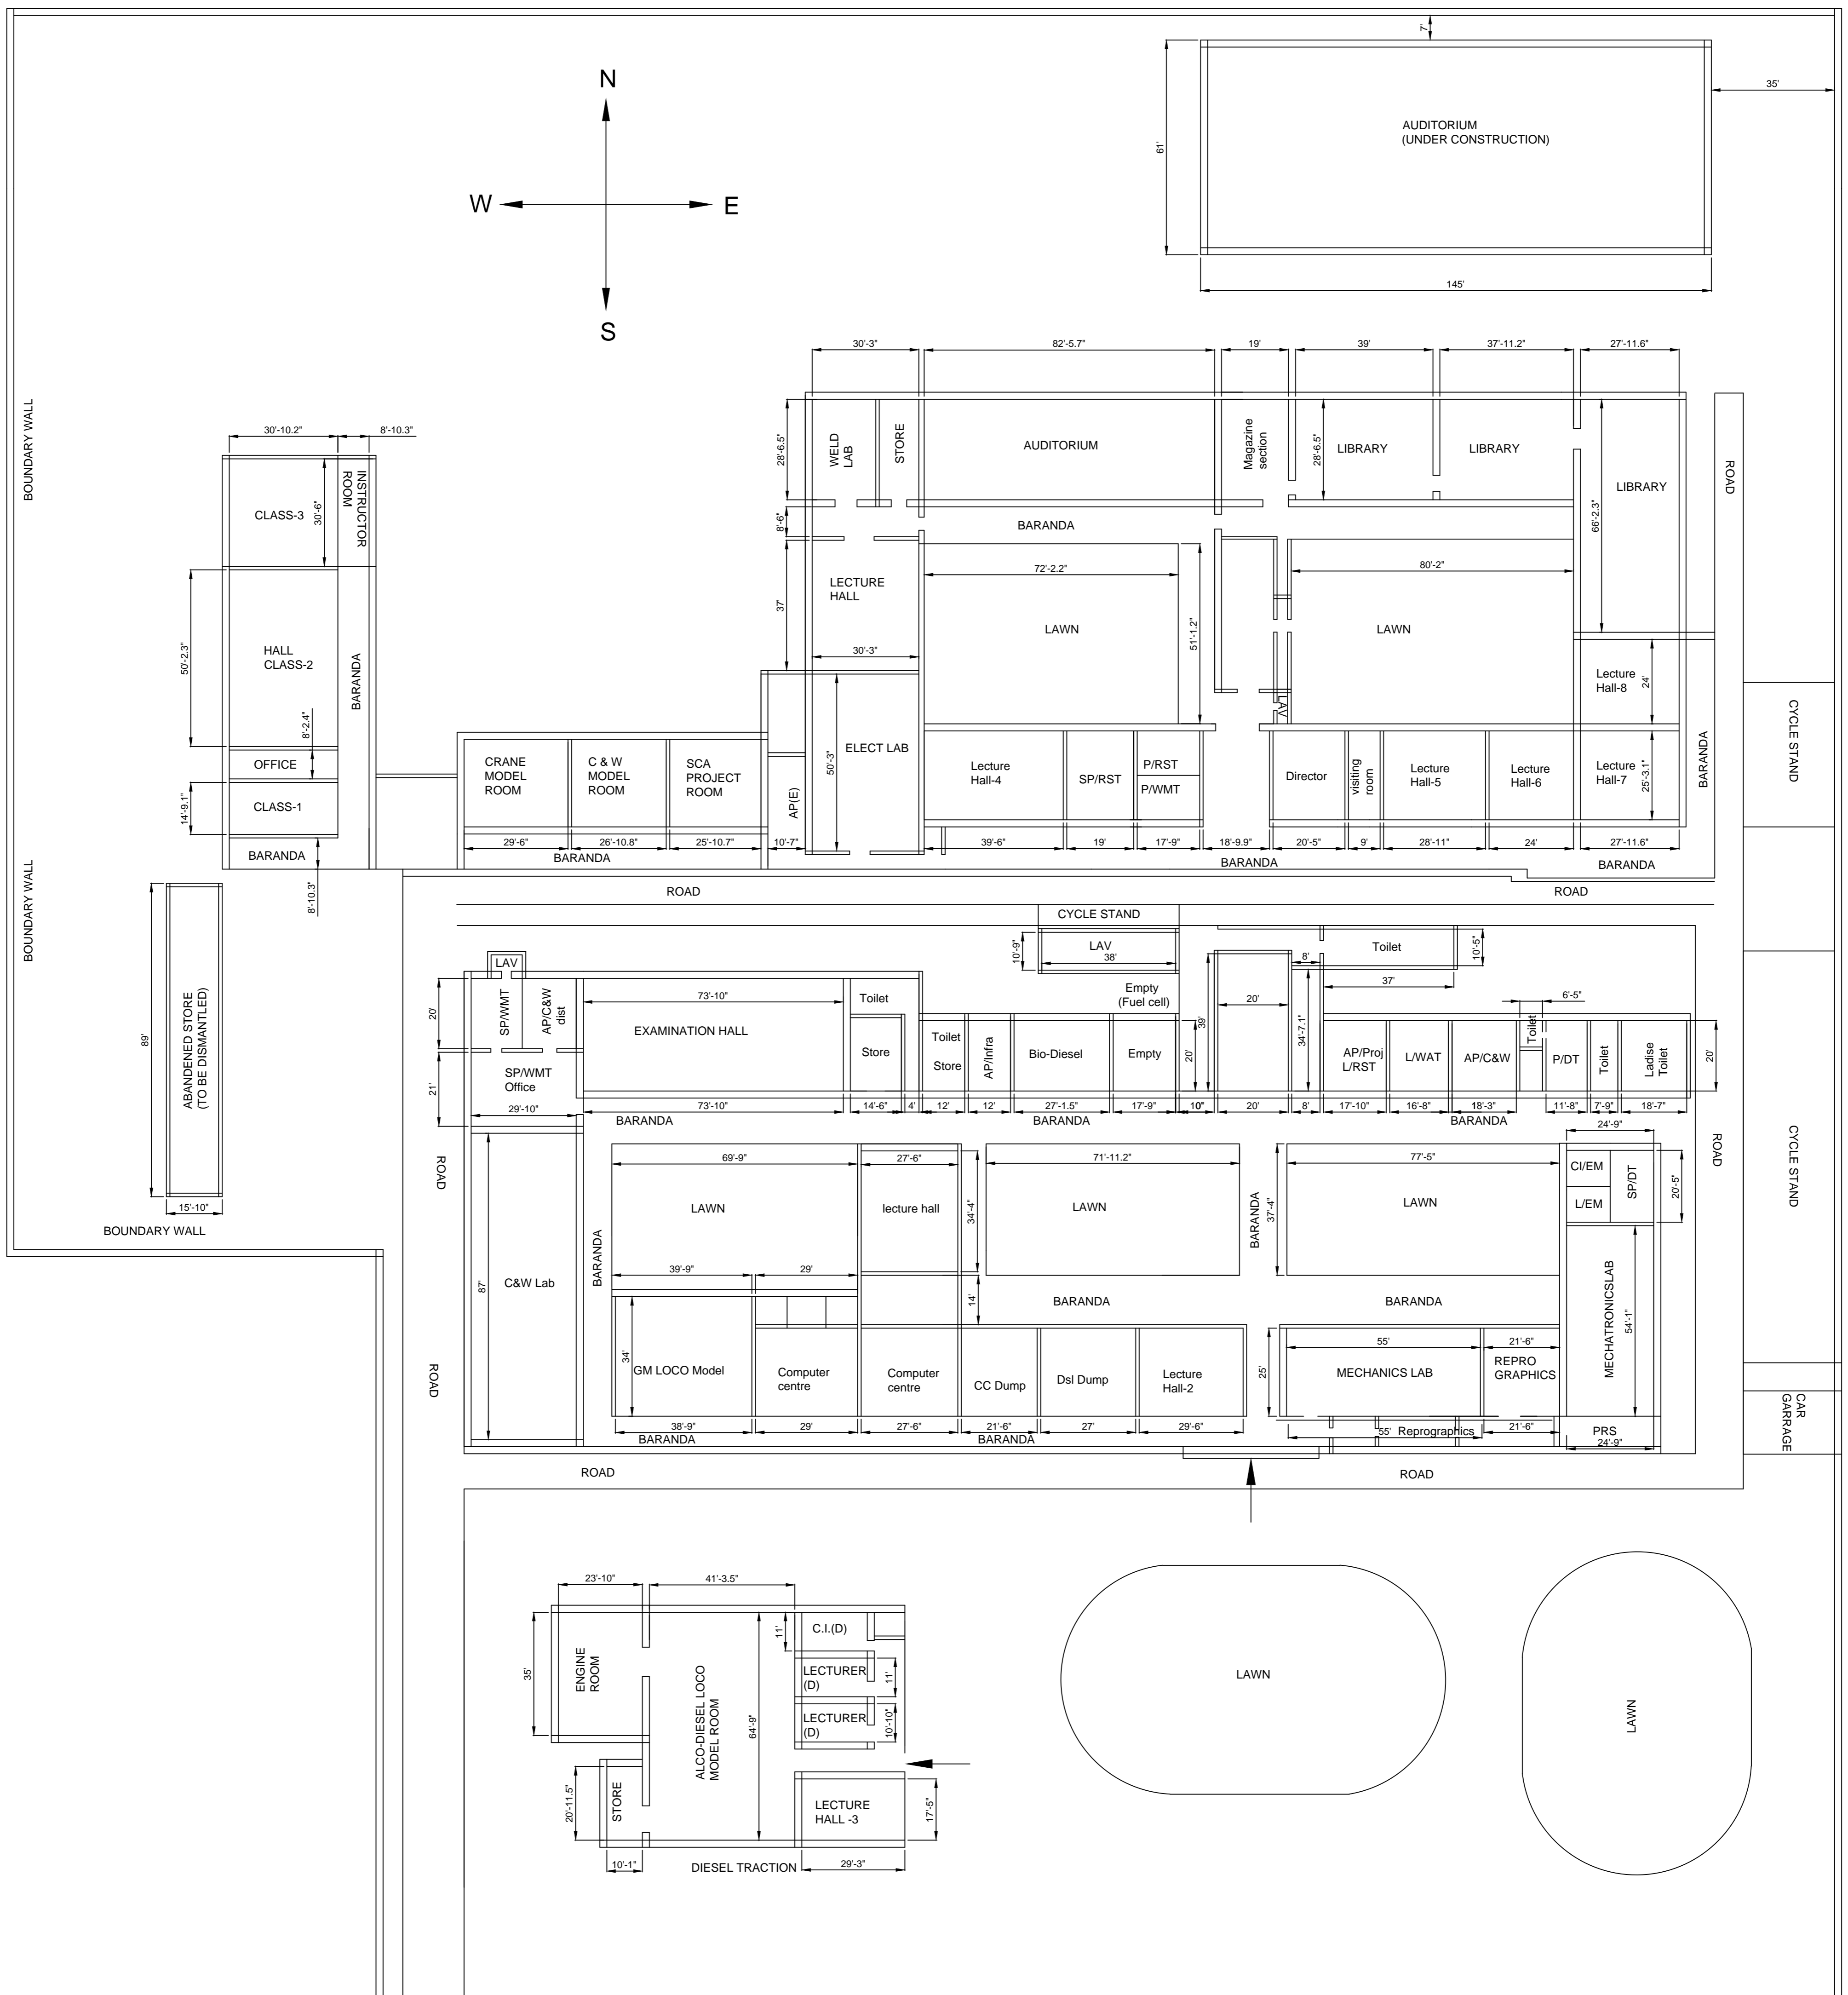 7'
35'
AUDITORIUM
(UNDER CONSTRUCTION)
61'
145'
N
W
E
S
BOUNDARY WALL
BOUNDARY WALL
BOUNDARY WALL
30'-10.2"
8'-10.3"
CLASS-3
30'-6"
INSTRUCTOR
ROOM
50'-2.3"
HALL
CLASS-2
BARANDA
8'-2.4"
OFFICE
14'-9.1"
CLASS-1
BARANDA
8'-10.3"
89'
ABANDENED STORE
(TO BE DISMANTLED)
15'-10"
30'-3"
82'-5.7"
19'
39'
37'-11.2"
27'-11.6"
28'-6.5"
WELD
LAB
STORE
AUDITORIUM
Magazine
section
28'-6.5"
LIBRARY
LIBRARY
LIBRARY
66'-2.3"
ROAD
8'-6"
BARANDA
37'
LECTURE
HALL
30'-3"
72'-2.2"
LAWN
51'-1.2"
80'-2"
LAWN
LAV
Lecture
Hall-8
24'
BARANDA
CYCLE STAND
CRANE
MODEL
ROOM
C & W
MODEL
ROOM
SCA
PROJECT
ROOM
AP(E)
50'-3"
ELECT LAB
Lecture
Hall-4
SP/RST
P/RST
P/WMT
Director
visiting
room
Lecture
Hall-5
Lecture
Hall-6
Lecture
Hall-7
25'-3.1"
29'-6"
26'-10.8"
25'-10.7"
10'-7"
39'-6"
19'
17'-9"
18'-9.9"
20'-5"
9'
28'-11"
24'
27'-11.6"
BARANDA
BARANDA
BARANDA
ROAD
ROAD
CYCLE STAND
LAV
38'
10'-9"
Toilet
10'-5"
8'
37'
LAV
20'
SP/WMT
AP/C&W
dist
73'-10"
EXAMINATION HALL
Toilet
Store
Toilet
Store
AP/Infra
Bio-Diesel
Empty
Empty
(Fuel cell)
20'
39'
20'
34'-7.1"
AP/Proj
L/RST
L/WAT
AP/C&W
Toilet
6'-5"
P/DT
Toilet
Ladise
Toilet
20'
SP/WMT
Office
21'
29'-10"
73'-10"
14'-6"
4'
12'
12'
27'-1.5"
17'-9"
10"
20'
8'
17'-10"
16'-8"
18'-3"
11'-8"
7'-9"
18'-7"
BARANDA
BARANDA
BARANDA
24'-9"
ROAD
ROAD
CYCLE STAND
69'-9"
LAWN
27'-6"
lecture hall
34'-4"
71'-11.2"
LAWN
BARANDA
37'-4"
77'-5"
LAWN
CI/EM
L/EM
SP/DT
20'-5"
87'
C&W Lab
BARANDA
39'-9"
29'
14'
BARANDA
BARANDA
MECHATRONICSLAB
54'-1"
ROAD
34'
GM LOCO Model
Computer
centre
Computer
centre
CC Dump
Dsl Dump
Lecture
Hall-2
25'
55'
MECHANICS LAB
21'-6"
REPRO
GRAPHICS
38'-9"
29'
27'-6"
21'-6"
27'
29'-6"
55'
Reprographics
21'-6"
PRS
24'-9"
CAR
GARRAGE
BARANDA
BARANDA
ROAD
ROAD
23'-10"
41'-3.5"
35'
ENGINE
ROOM
ALCO-DIESEL LOCO
MODEL ROOM
64'-9"
11'
C.I.(D)
LECTURER
(D)
11'
LECTURER
(D)
10'-10"
20'-11.5"
STORE
LECTURE
HALL -3
17'-5"
10'-1"
DIESEL TRACTION
29'-3"
LAWN
LAWN